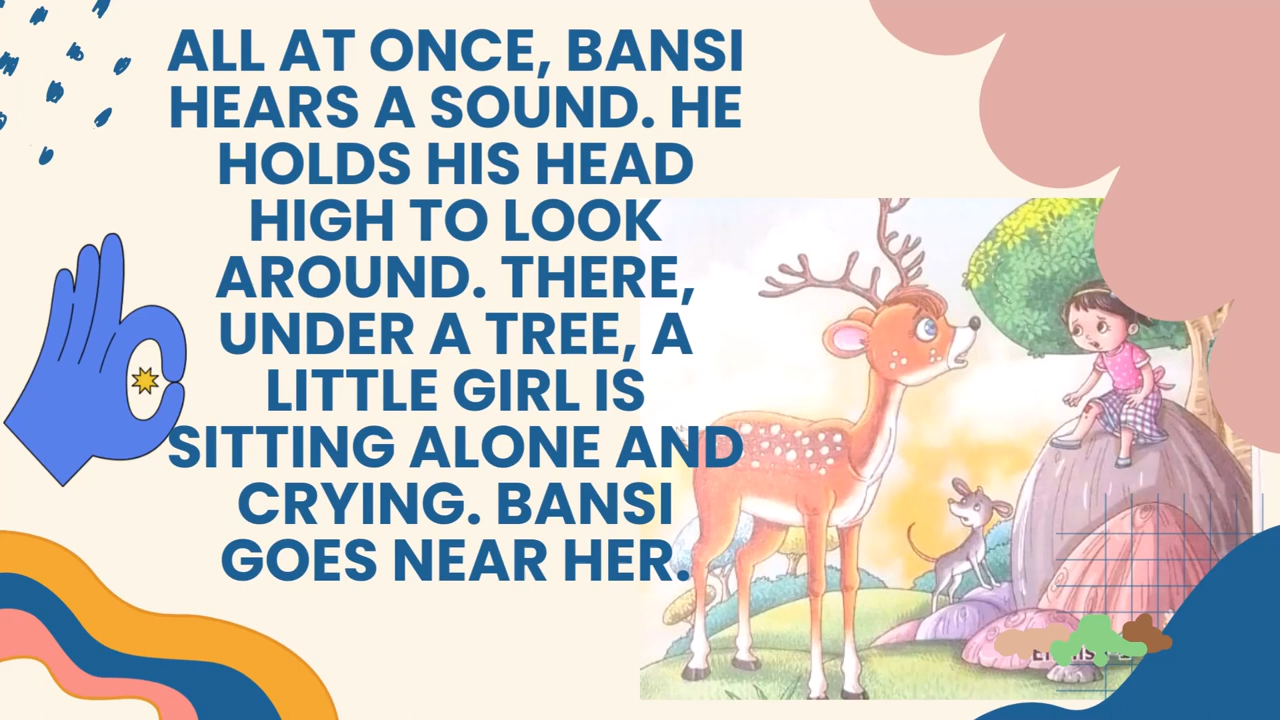 ALL AT ONCE, BANSI
HEARS A SOUND. HE
HOLDS HIS HEAD
HIGH TO LOOK
AROUND. THERE,
UNDER A TREE, A
LITTLE GIRL IS
SITTING ALONE AND
CRYING. BANSI
GOES NEAR HER.